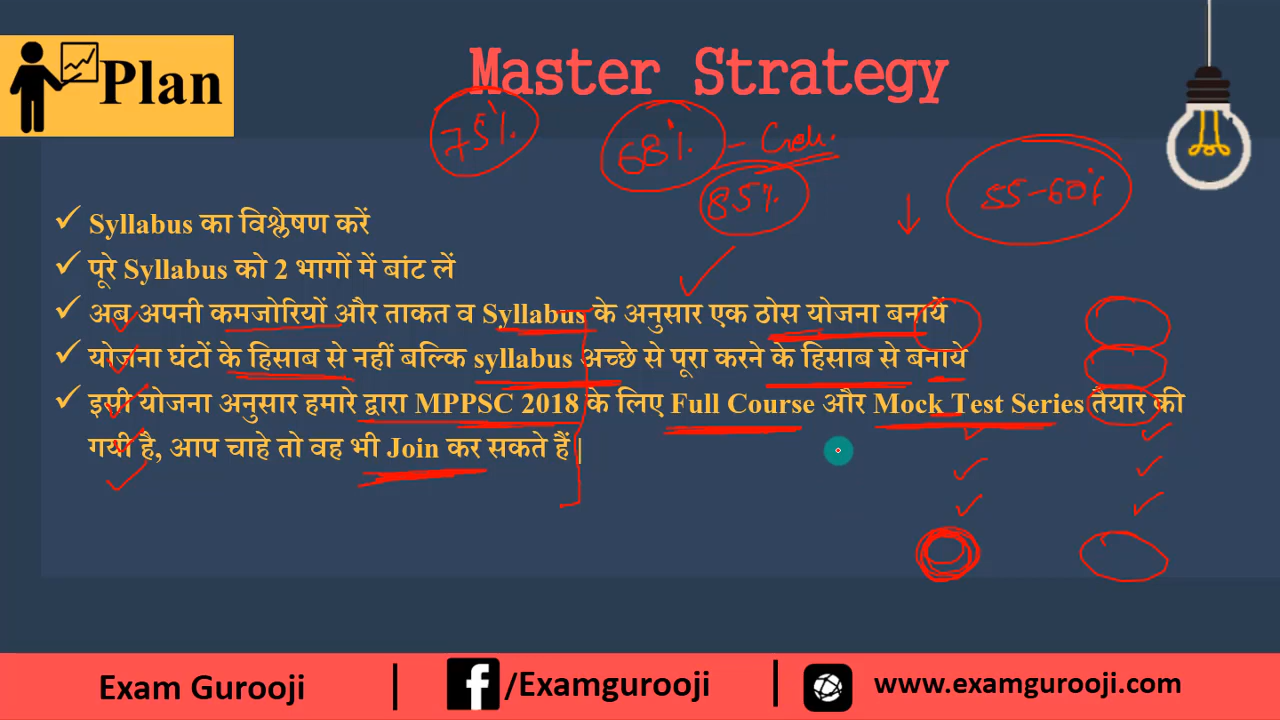 Plan
Master Strategy
75%
68%
85%
55-60%
Syllabus का विश्लेषण करें
पूरे Syllabus को 2 भागों में बांट लें
अब अपनी कमजोरियों और ताकत व Syllabus के अनुसार एक ठोस योजना बनायें
योजना घंटों के हिसाब से नहीं बल्कि syllabus अच्छे से पूरा करने के हिसाब से बनाये
इसी योजना अनुसार हमारे द्वारा MPPSC 2018 के लिए Full Course और Mock Test Series तैयार की
गयी है, आप चाहे तो वह भी Join कर सकते हैं|
Exam Gurooji | /Examgurooji | www.examgurooji.com